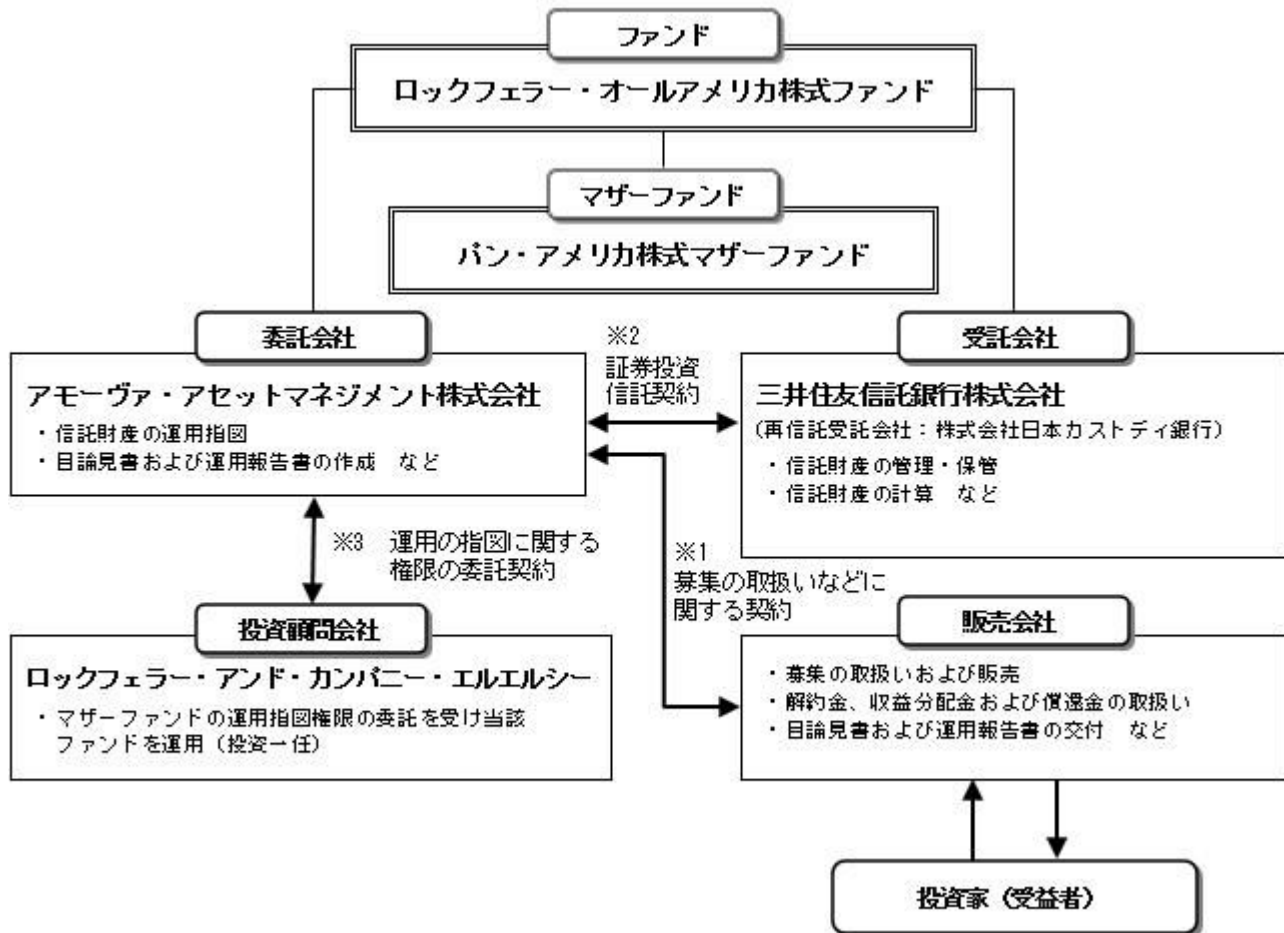 ファンド
ロックフェラー・オールアメリカ株式ファンド
マザーファンド
パン・アメリカ株式マザーファンド
委託会社
アモーヴァ・アセットマネジメント株式会社
・信託財産の運用指図
・目論見書および運用報告書の作成 など
※2
証券投資
信託契約
受託会社
三井住友信託銀行株式会社
(再信託受託会社:株式会社日本カストディ銀行)
・信託財産の管理・保管
・信託財産の計算 など
※3 運用の指図に関する
権限の委託契約
※1
募集の取扱いなどに
関する契約
投資顧問会社
ロックフェラー・アンド・カンパニー・エルエルシー
・マザーファンドの運用指図権限の委託を受け当該
ファンドを運用(投資一任)
販売会社
・募集の取扱いおよび販売
・解約金、収益分配金および償還金の取扱い
・目論見書および運用報告書の交付 など
投資家(受益者)